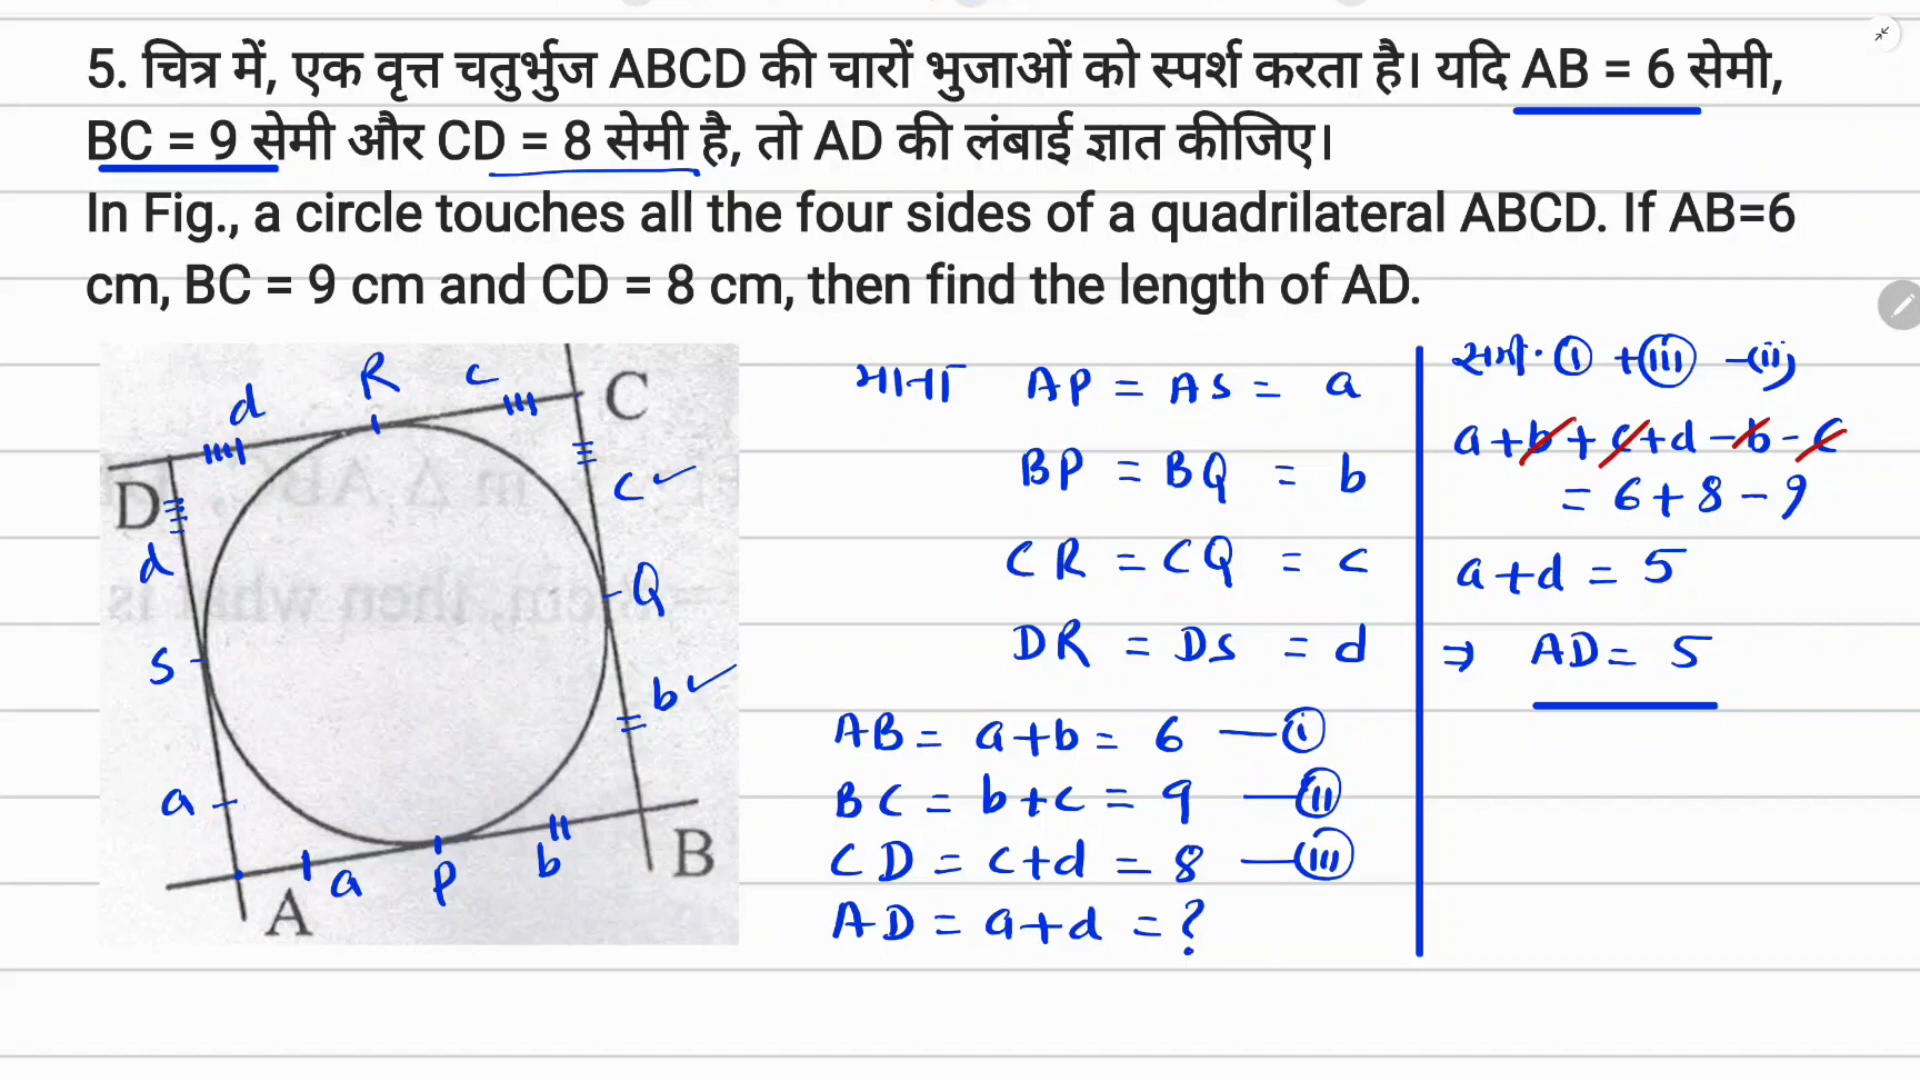 5. चित्र में, एक वृत्त चतुर्भुज ABCD की चारों भुजाओं को स्पर्श करता है। यदि AB = 6 सेमी,
BC = 9 सेमी और CD = 8 सेमी है, तो AD की लंबाई ज्ञात कीजिए।
In Fig., a circle touches all the four sides of a quadrilateral ABCD. If AB=6
cm, BC = 9 cm and CD = 8 cm, then find the length of AD.
R c
d C
D c
d Q
S b
a
B
a P b
A
माना AP = AS = a
BP = BQ = b
CR = CQ = c
DR = DS = d
AB = a+b = 6 — (i)
BC = b+c = 9 — (ii)
CD = c+d = 8 — (iii)
AD = a+d = ?
समी. (i) + (iii) - (ii)
a+b+c+d-b-c
= 6+8-9
a+d = 5
⇒ AD = 5